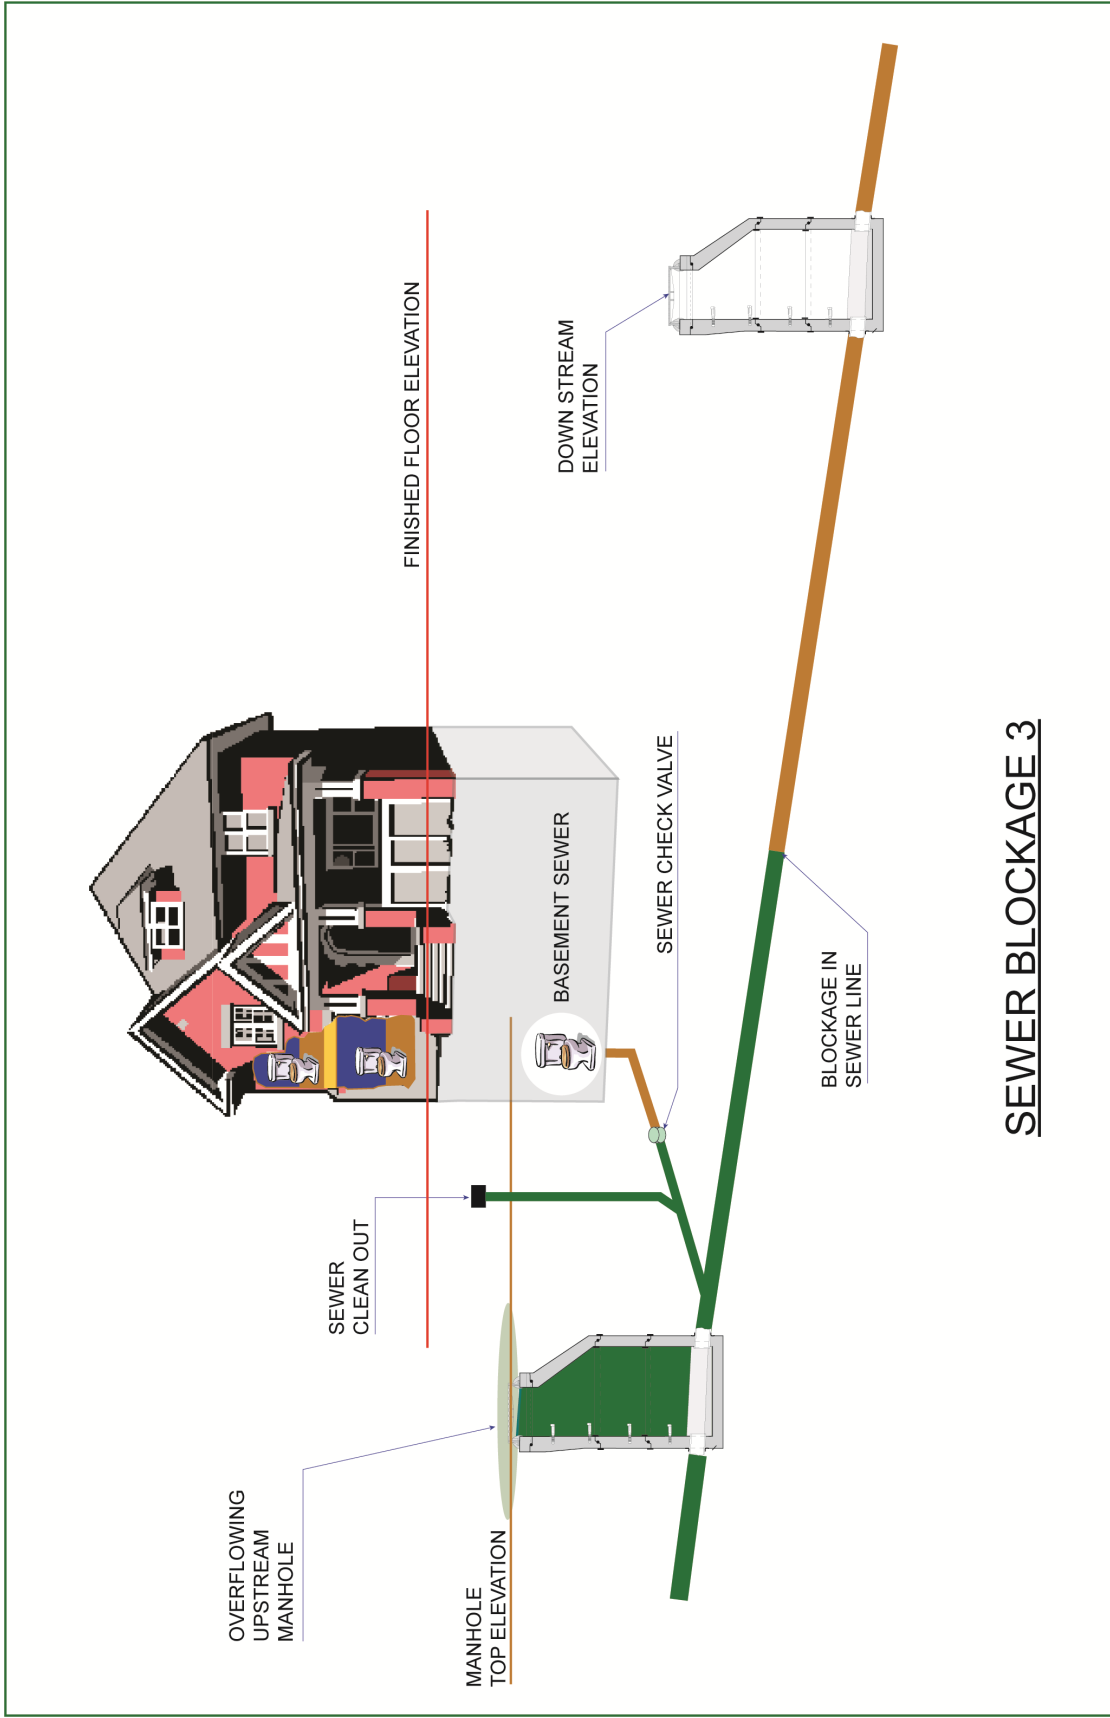 OVERFLOWING
UPSTREAM
MANHOLE
MANHOLE
TOP ELEVATION
SEWER
CLEAN OUT
FINISHED FLOOR ELEVATION
BASEMENT SEWER
SEWER CHECK VALVE
DOWN STREAM
ELEVATION
BLOCKAGE IN
SEWER LINE
SEWER BLOCKAGE 3